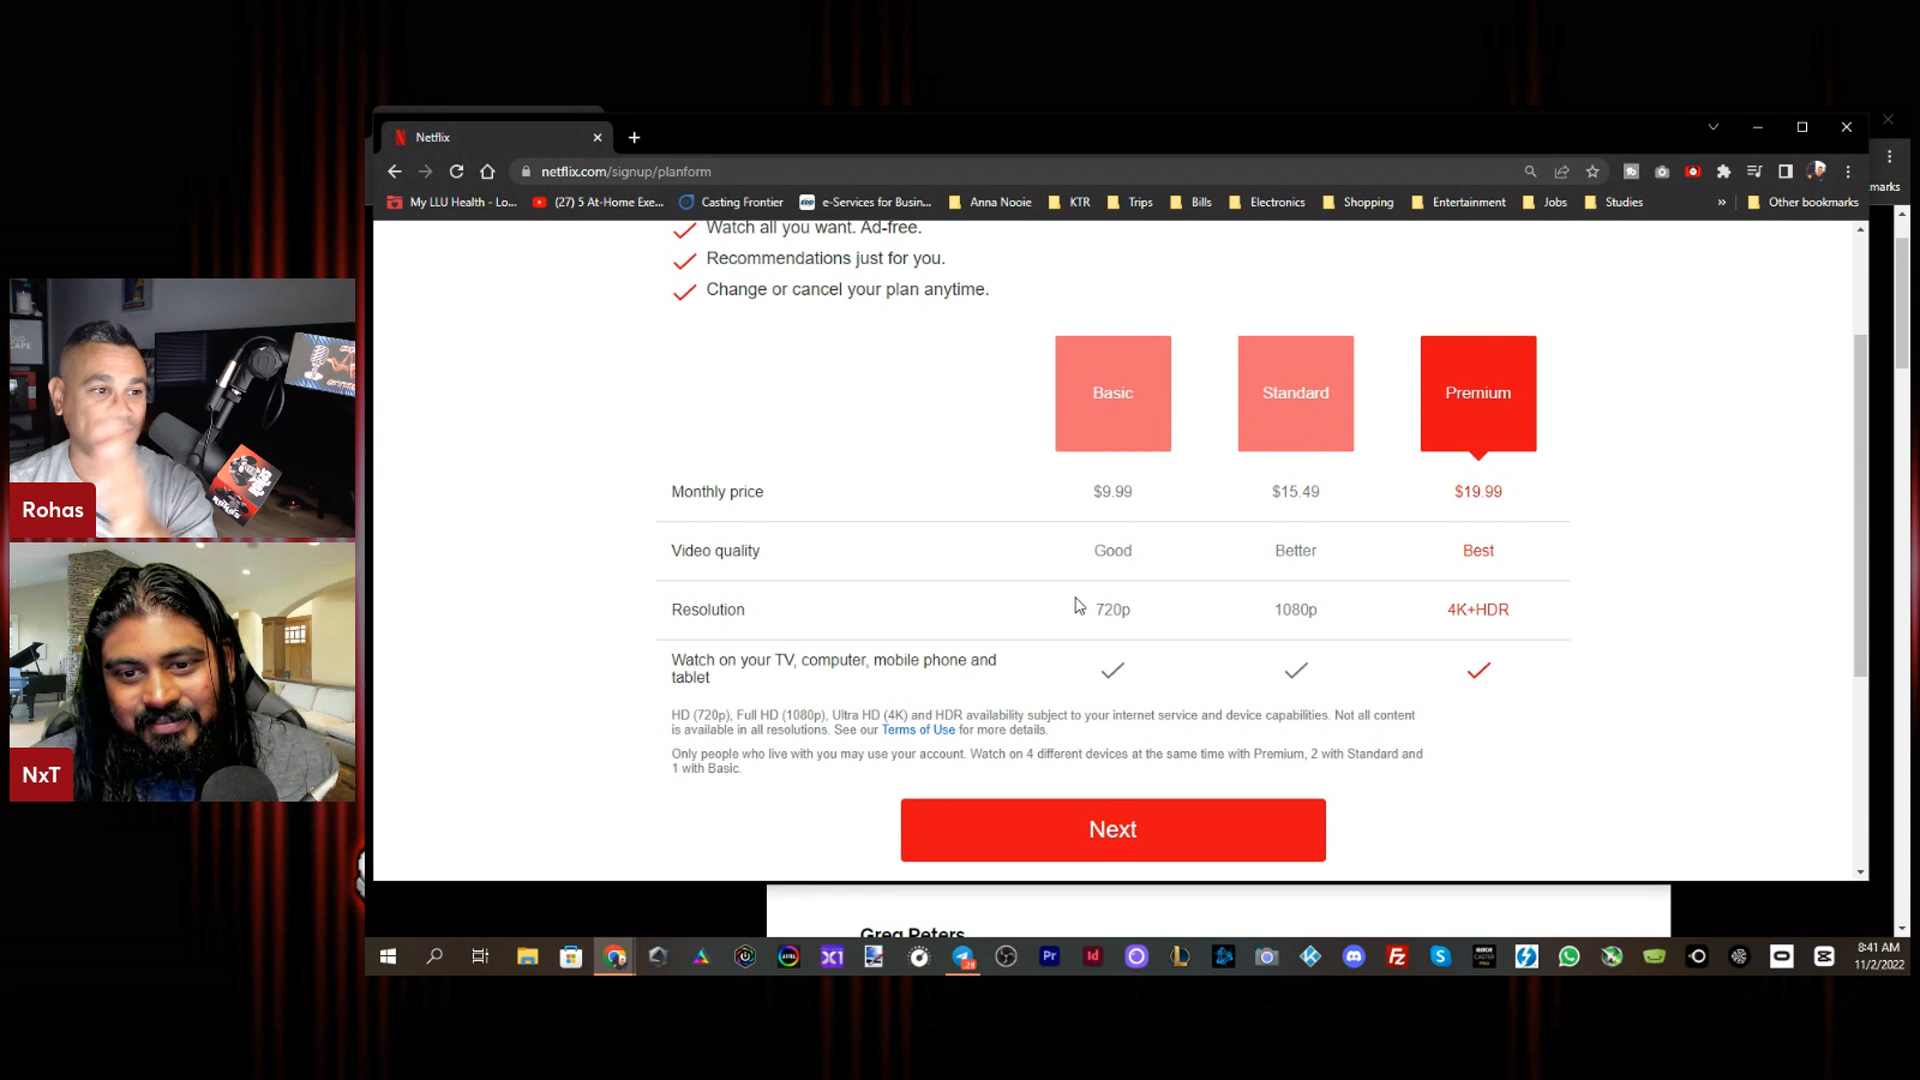 Netflix
netflix.com/signup/planform
My LLU Health - Lo...
(27) 5 At-Home Exe...
Casting Frontier
e-Services for Busin...
Anna Nooie
KTR
Trips
Bills
Electronics
Shopping
Entertainment
Jobs
Studies
»
Other bookmarks
marks
Watch all you want. Ad-free.
Recommendations just for you.
Change or cancel your plan anytime.
Basic Standard Premium
Monthly price $9.99 $15.49 $19.99
Video quality Good Better Best
Resolution 720p 1080p 4K+HDR
Watch on your TV, computer, mobile phone and
tablet
HD (720p), Full HD (1080p), Ultra HD (4K) and HDR availability subject to your internet service and device capabilities. Not all content
is available in all resolutions. See our Terms of Use for more details.
Only people who live with you may use your account. Watch on 4 different devices at the same time with Premium, 2 with Standard and
1 with Basic.
Next
Greg Peters
Rohas
NxT
X1
28
Pr
Id
Fz
8:41 AM
11/2/2022